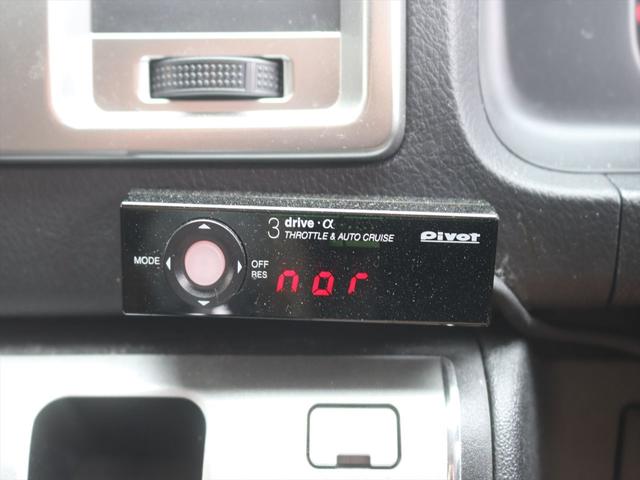 3 drive・α
THROTTLE & AUTO CRUISE
Pivot
MODE
OFF
RES
nor